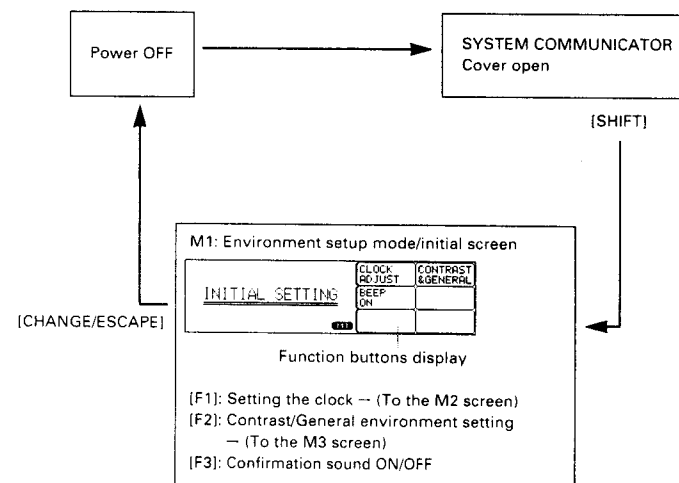 Power OFF
SYSTEM COMMUNICATOR
Cover open
[SHIFT]
M1: Environment setup mode/initial screen
CLOCK ADJUST
CONTRAST &GENERAL
INITIAL SETTING
BEEP ON
[CHANGE/ESCAPE]
Function buttons display
[F1]: Setting the clock — (To the M2 screen)
[F2]: Contrast/General environment setting
— (To the M3 screen)
[F3]: Confirmation sound ON/OFF